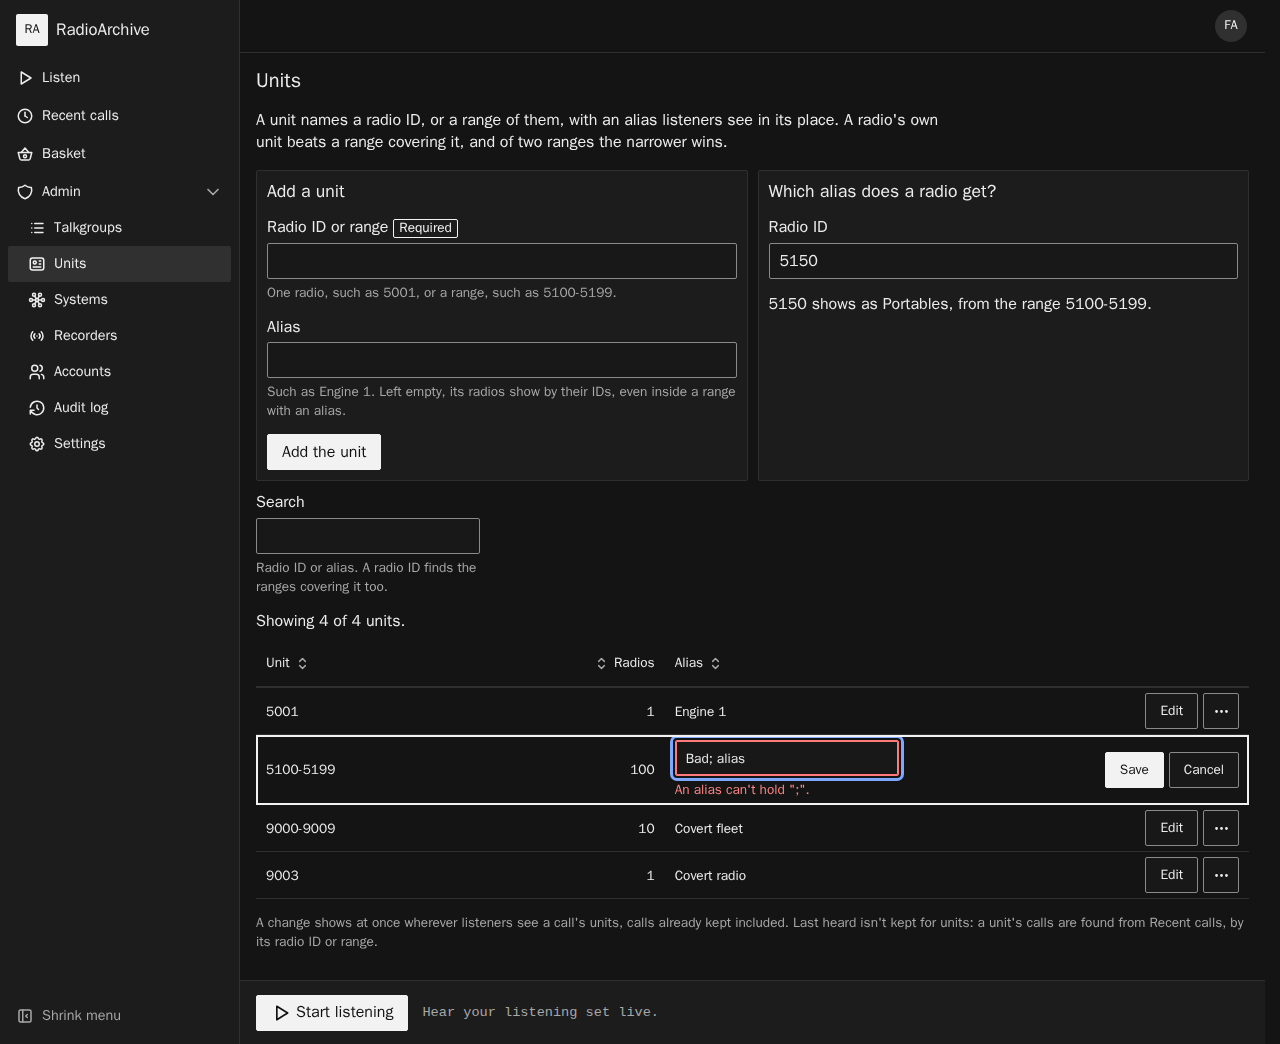 RA RadioArchive
FA
Listen
Recent calls
Basket
Admin
Talkgroups
Units
Systems
Recorders
Accounts
Audit log
Settings
Shrink menu
Units
A unit names a radio ID, or a range of them, with an alias listeners see in its place. A radio's own
unit beats a range covering it, and of two ranges the narrower wins.
Add a unit
Radio ID or range Required
One radio, such as 5001, or a range, such as 5100-5199.
Alias
Such as Engine 1. Left empty, its radios show by their IDs, even inside a range
with an alias.
Add the unit
Which alias does a radio get?
Radio ID
5150
5150 shows as Portables, from the range 5100-5199.
Search
Radio ID or alias. A radio ID finds the
ranges covering it too.
Showing 4 of 4 units.
Unit Radios Alias
5001 1 Engine 1 Edit
5100-5199 100 Bad; alias Save Cancel
An alias can't hold ";".
9000-9009 10 Covert fleet Edit
9003 1 Covert radio Edit
A change shows at once wherever listeners see a call's units, calls already kept included. Last heard isn't kept for units: a unit's calls are found from Recent calls, by
its radio ID or range.
Start listening Hear your listening set live.